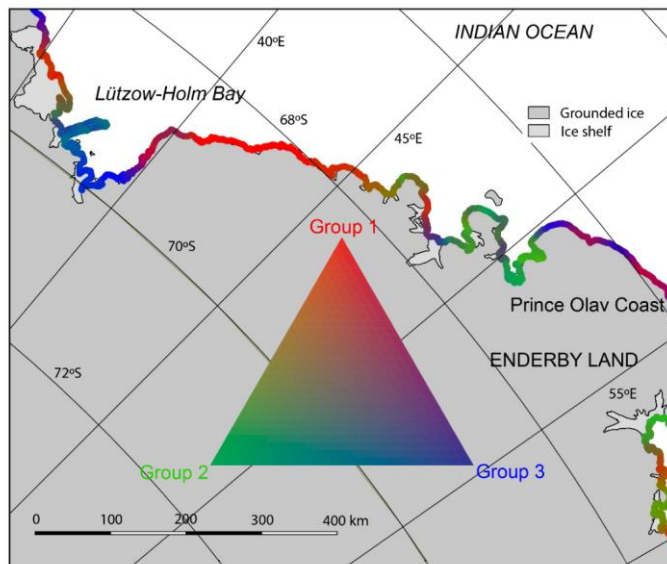 INDIAN OCEAN
40ºE
Lützow-Holm Bay
68ºS
45ºE
Grounded ice
Ice shelf
Group 1
70ºS
Prince Olav Coast
ENDERBY LAND
72ºS
55ºE
Group 2
Group 3
0 100 200 300 400 km